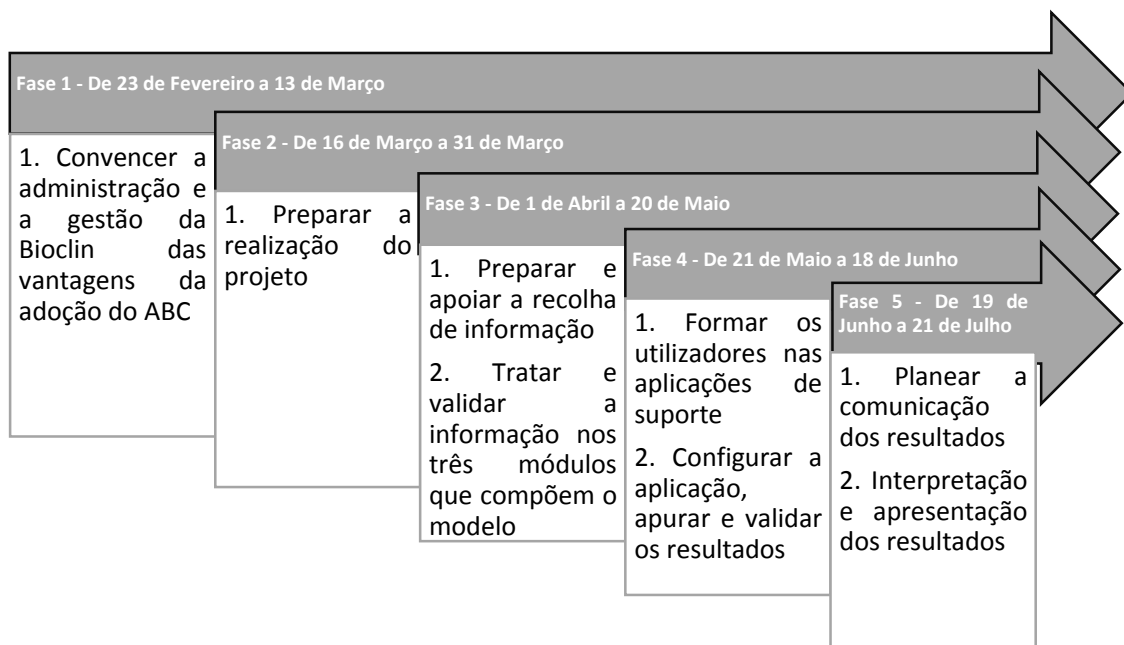 Fase 1 - De 23 de Fevereiro a 13 de Março
1. Convencer a
administração e
a gestão da
Bioclin das
vantagens da
adoção do ABC
Fase 2 - De 16 de Março a 31 de Março
1. Preparar a
realização do
projeto
Fase 3 - De 1 de Abril a 20 de Maio
1. Preparar e
apoiar a recolha
de informação
2. Tratar e
validar a
informação nos
três módulos
que compõem o
modelo
Fase 4 - De 21 de Maio a 18 de Junho
1. Formar os
utilizadores nas
aplicações de
suporte
2. Configurar a
aplicação,
apurar e validar
os resultados
Fase 5 - De 19 de
Junho a 21 de Julho
1. Planear a
comunicação
dos resultados
2. Interpretação
e apresentação
dos resultados